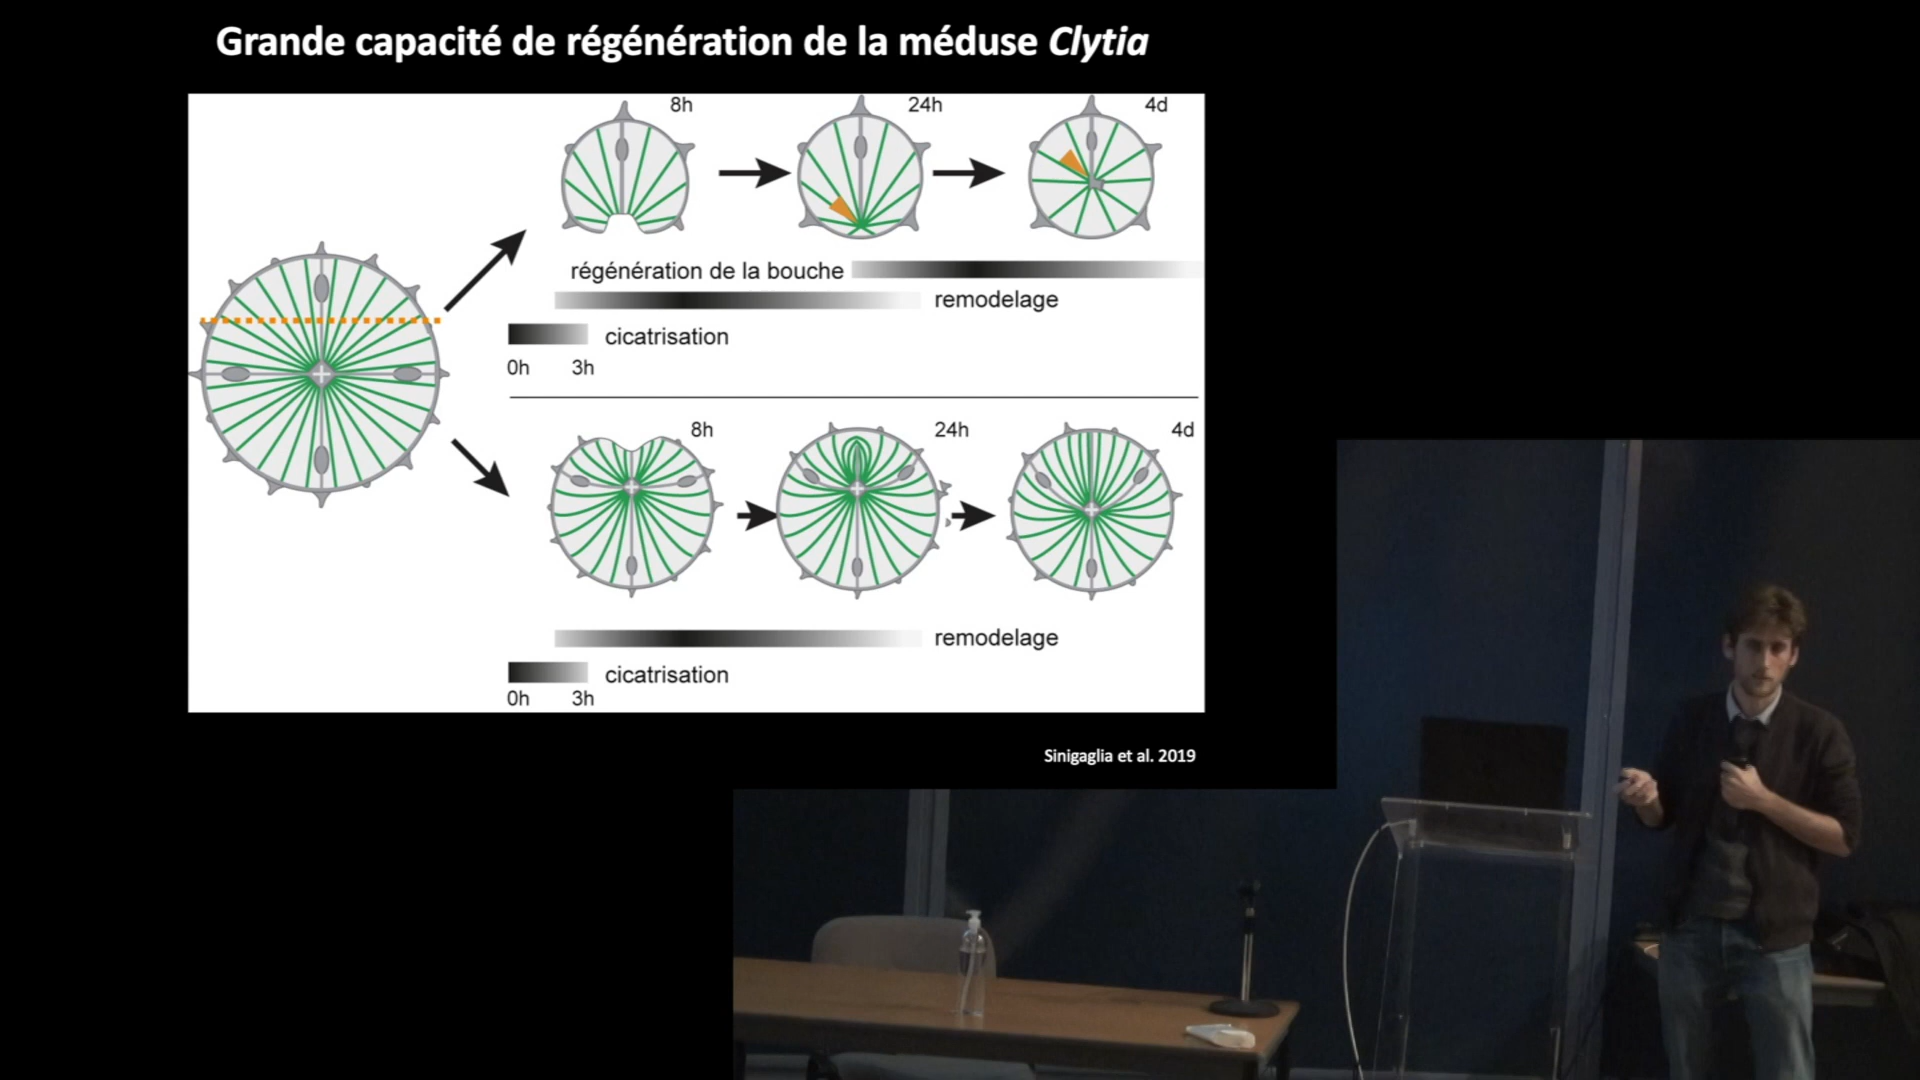 Grande capacité de régénération de la méduse Clytia
8h
24h
4d
régénération de la bouche
remodelage
cicatrisation
0h 3h
8h
24h
4d
remodelage
cicatrisation
0h 3h
Sinigaglia et al. 2019